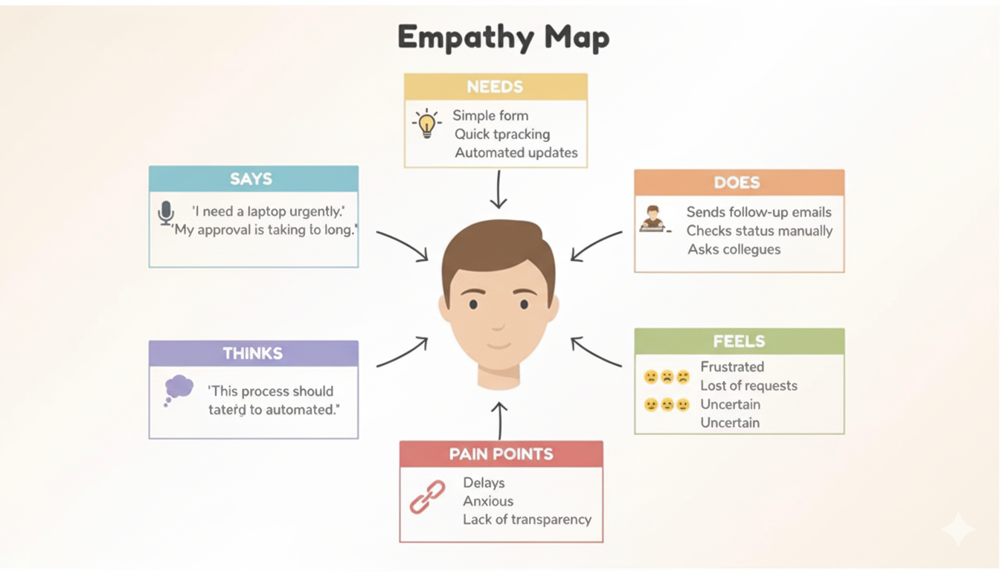 Empathy Map
NEEDS
Simple form
Quick tpracking
Automated updates
SAYS
'I need a laptop urgently.'
'My approval is taking to long."
DOES
Sends follow-up emails
Checks status manually
Asks collegues
THINKS
'This process should
to automated."
FEELS
Frustrated
Lost of requests
Uncertain
Uncertain
PAIN POINTS
Delays
Anxious
Lack of transparency